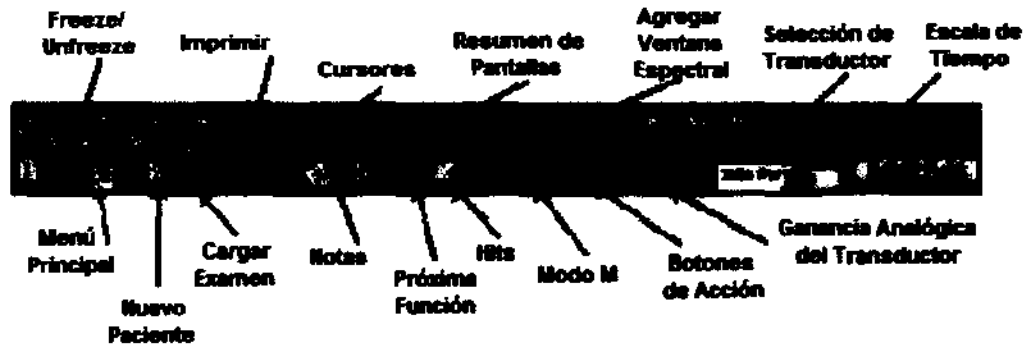 Freeze/
Unfreeze
Imprimir
Cursores
Resumen de
Pantallas
Agregar
Ventana
Espectral
Selección de
Transductor
Escala de
Tiempo
Menú
Principal
Nuevo
Paciente
Cargar
Examen
Notas
Próxima
Función
Hits
Modo M
Botones
de Acción
Ganancia Analógica
del Transductor